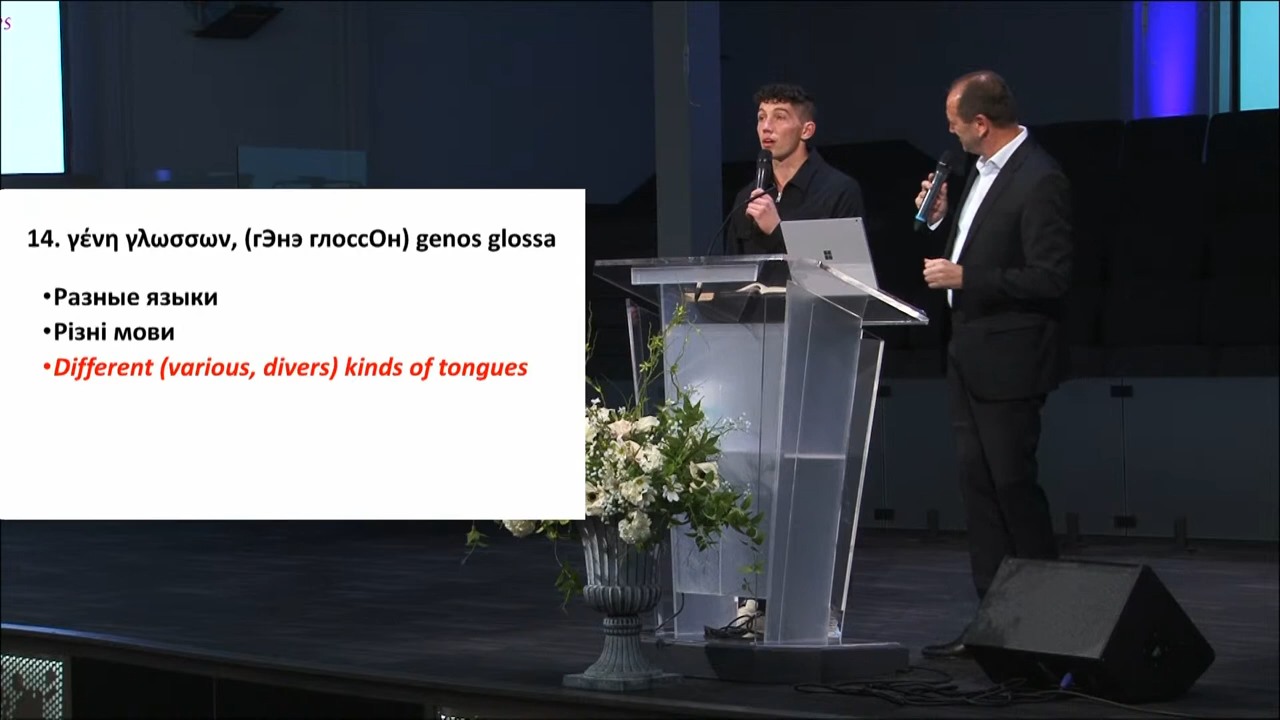 14. γένη γλωσσων, (гЭнэ глоссОн) genos glossa
•Разные языки
•Різні мови
•Different (various, divers) kinds of tongues